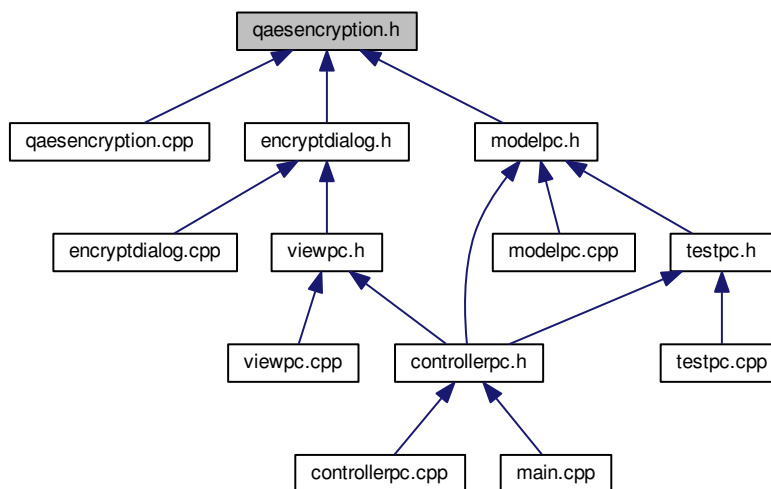 qaesencryption.h
qaesencryption.cpp
encryptdialog.h
modelpc.h
encryptdialog.cpp
viewpc.h
modelpc.cpp
testpc.h
viewpc.cpp
controllerpc.h
testpc.cpp
controllerpc.cpp
main.cpp